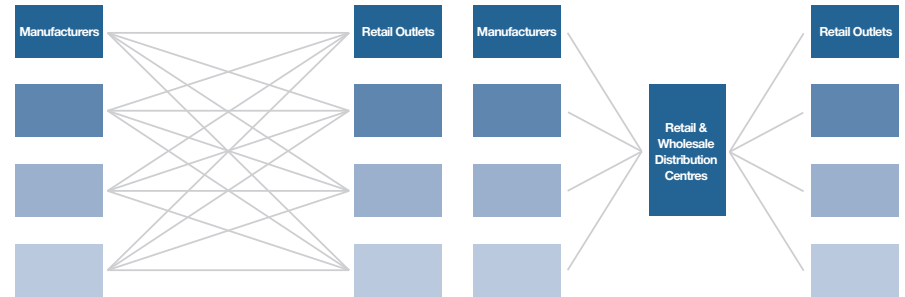 Manufacturers
Retail Outlets
Manufacturers
Retail Outlets
Retail &
Wholesale
Distribution
Centres